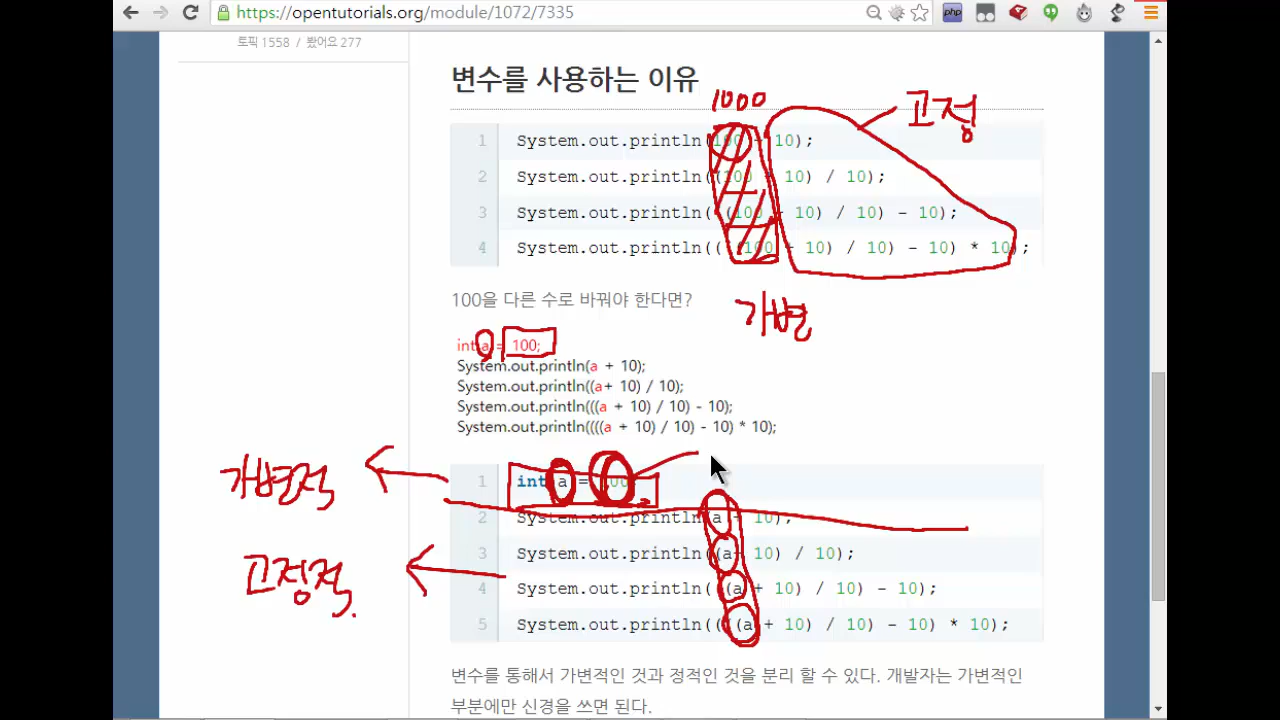 https://opentutorials.org/module/1072/7335
php
토픽 1558 / 봤어요 277
변수를 사용하는 이유
1000
고정
1 System.out.println(100 + 10);
2 System.out.println((100 + 10) / 10);
3 System.out.println(((100 + 10) / 10) - 10);
4 System.out.println((((100 + 10) / 10) - 10) * 10);
100을 다른 수로 바꿔야 한다면?
가변
int a = 100;
System.out.println(a + 10);
System.out.println((a+ 10) / 10);
System.out.println(((a + 10) / 10) - 10);
System.out.println((((a + 10) / 10) - 10) * 10);
가변적
1 int a = 100;
2 System.out.println(a + 10);
3 System.out.println((a+ 10) / 10);
고정적.
4 System.out.println(((a + 10) / 10) - 10);
5 System.out.println((((a + 10) / 10) - 10) * 10);
변수를 통해서 가변적인 것과 정적인 것을 분리 할 수 있다. 개발자는 가변적인
부분에만 신경을 쓰면 된다.